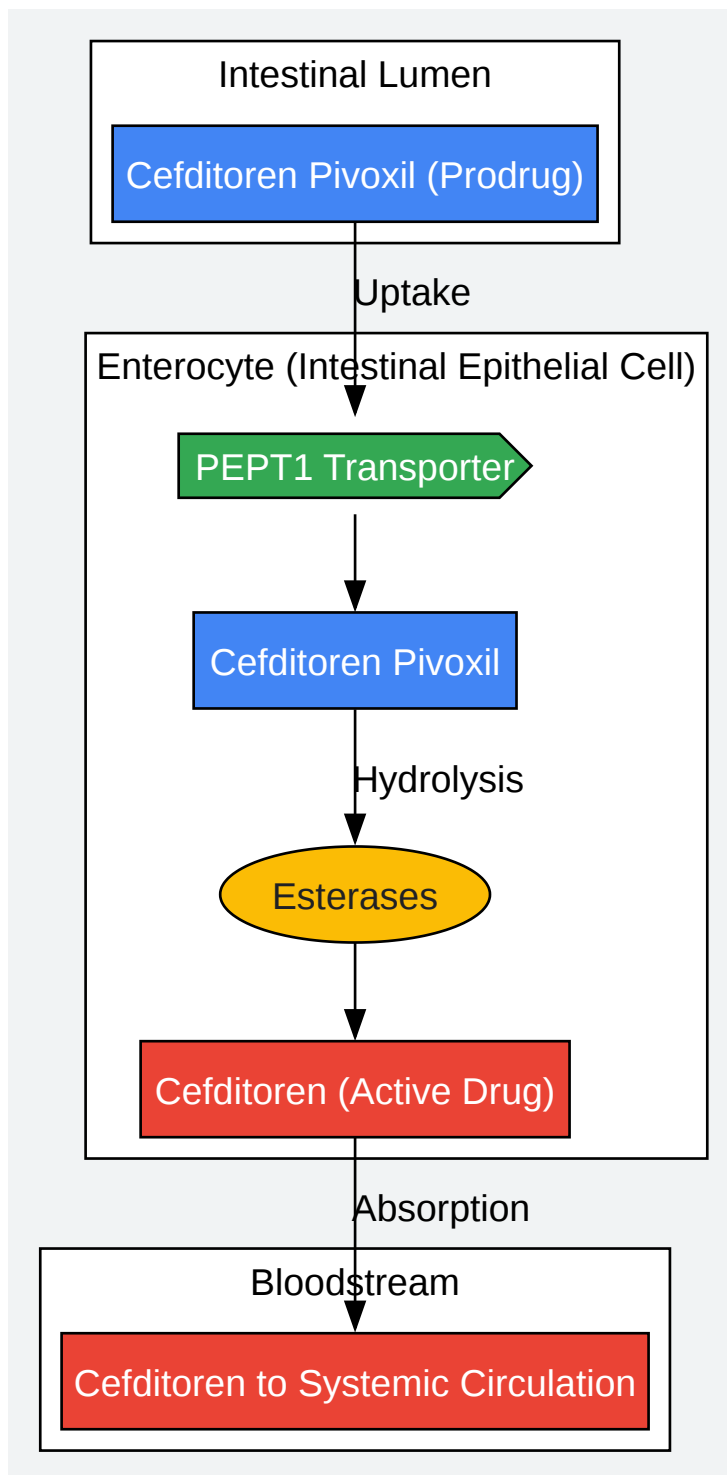 Intestinal Lumen
Cefditoren Pivoxil (Prodrug)
Uptake
Enterocyte (Intestinal Epithelial Cell)
PEPT1 Transporter
Cefditoren Pivoxil
Hydrolysis
Esterases
Cefditoren (Active Drug)
Absorption
Bloodstream
Cefditoren to Systemic Circulation